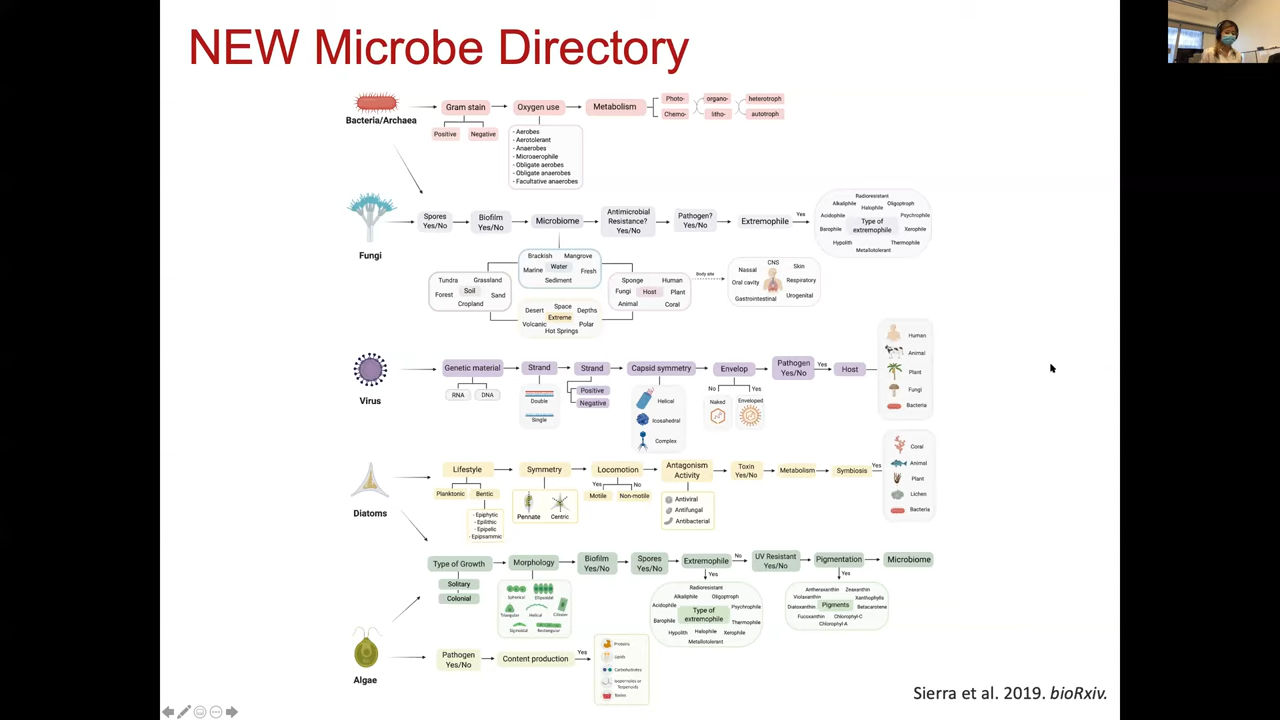 NEW Microbe Directory
Bacteria/Archaea
Gram stain
Positive
Negative
Oxygen use
- Aerobes
- Aerotolerant
- Anaerobes
- Microaerophile
- Obligate aerobes
- Obligate anaerobes
- Facultative anaerobes
Metabolism
Photo- organo- heterotroph
Chemo- litho- autotroph
Fungi
Spores
Yes/No
Biofilm
Yes/No
Microbiome
Antimicrobial
Resistance?
Yes/No
Pathogen?
Yes/No
Extremophile
Yes
Radioresistant
Alkaliphile
Halophile
Oligoptroph
Acidophile
Psychrophile
Type of
extremophile
Barophile
Xerophile
Hypolith
Thermophile
Metallotolerant
Brackish Mangrove
Marine Water Fresh
Sediment
Tundra Grassland
Forest Soil Sand
Cropland
Desert Space Depths
Extreme
Volcanic Polar
Hot Springs
Sponge Human
Fungi Host Plant
Animal Coral
Body site
CNS
Nassal Skin
Oral cavity Respiratory
Gastrointestinal Urogenital
Virus
Genetic material
RNA DNA
Strand
Double
Single
Strand
Positive
Negative
Capsid symmetry
Helical
Icosahedral
Complex
Envelop
No Yes
Naked Enveloped
Pathogen
Yes/No
Yes
Host
Human
Animal
Plant
Fungi
Bacteria
Diatoms
Lifestyle
Planktonic Bentic
- Epiphytic
- Epilithic
- Epipelic
- Epipsammic
Symmetry
Pennate Centric
Locomotion
Yes No
Motile Non-motile
Antagonism
Activity
Antiviral
Antifungal
Antibacterial
Toxin
Yes/No
Metabolism
Symbiosis
Yes
Coral
Animal
Plant
Lichen
Bacteria
Type of Growth
Solitary
Colonial
Morphology
Spherical Ellipsoidal
Triangular Helical Cilinder
Sigmoidal Rectangular
Biofilm
Yes/No
Spores
Yes/No
Extremophile
No
Yes
Radioresistant
Alkaliphile Oligoptroph
Acidophile Psychrophile
Type of
extremophile
Barophile Thermophile
Hypolith Halophile Xerophile
Metallotolerant
UV Resistant
Yes/No
Pigmentation
Yes
Antheraxanthin Zeaxanthin
Violaxanthin Xanthophylls
Diatoxanthin Pigments Betacarotene
Fucoxanthin Chlorophyl-C
Chlorophyl-A
Microbiome
Algae
Pathogen
Yes/No
Content production
Yes
Proteins
Lipids
Carbohydrates
Isoprenoides or
Terpenoids
Toxins
Sierra et al. 2019. bioRxiv.